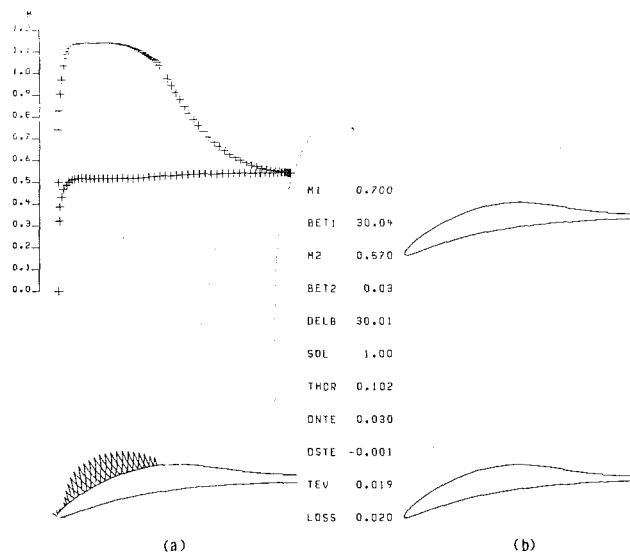 M
1.1
1.0
0.9
0.8
0.7
0.6
0.5
0.4
0.3
0.2
0.1
0.0
M1 0.700
BET1 30.04
M2 0.570
BET2 0.03
DELB 30.01
SOL 1.00
THCR 0.102
DNTE 0.030
DSTE -0.001
TEV 0.019
LOSS 0.020
(a)
(b)